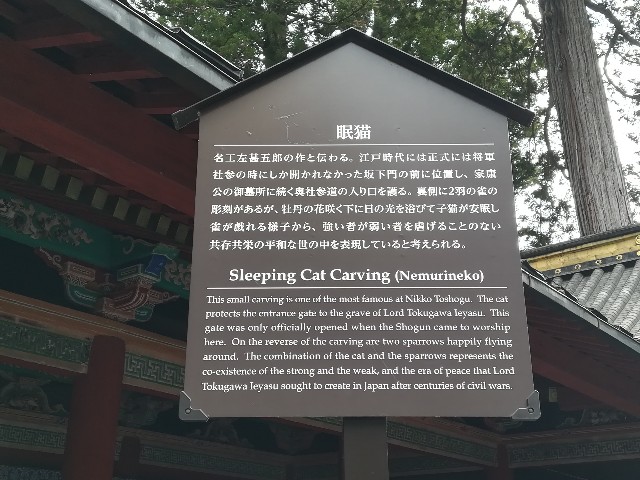 眠猫
名工左甚五郎の作と伝わる。江戸時代には正式には将軍
社参の時にしか開かれなかった坂下門の前に位置し、家康
公の御墓所に続く奥社参道の入り口を護る。裏側に2羽の雀の
彫刻があるが、牡丹の花咲く下に日の光を浴びて子猫が安眠し
雀が戯れる様子から、強い者が弱い者を虐げることのない
共存共栄の平和な世の中を表現していると考えられる。
Sleeping Cat Carving (Nemurineko)
This small carving is one of the most famous at Nikko Toshogu. The cat
protects the entrance gate to the grave of Lord Tokugawa Ieyasu. This
gate was only officially opened when the Shogun came to worship
here. On the reverse of the carving are two sparrows happily flying
around. The combination of the cat and the sparrows represents the
co-existence of the strong and the weak, and the era of peace that Lord
Tokugawa Ieyasu sought to create in Japan after centuries of civil wars.